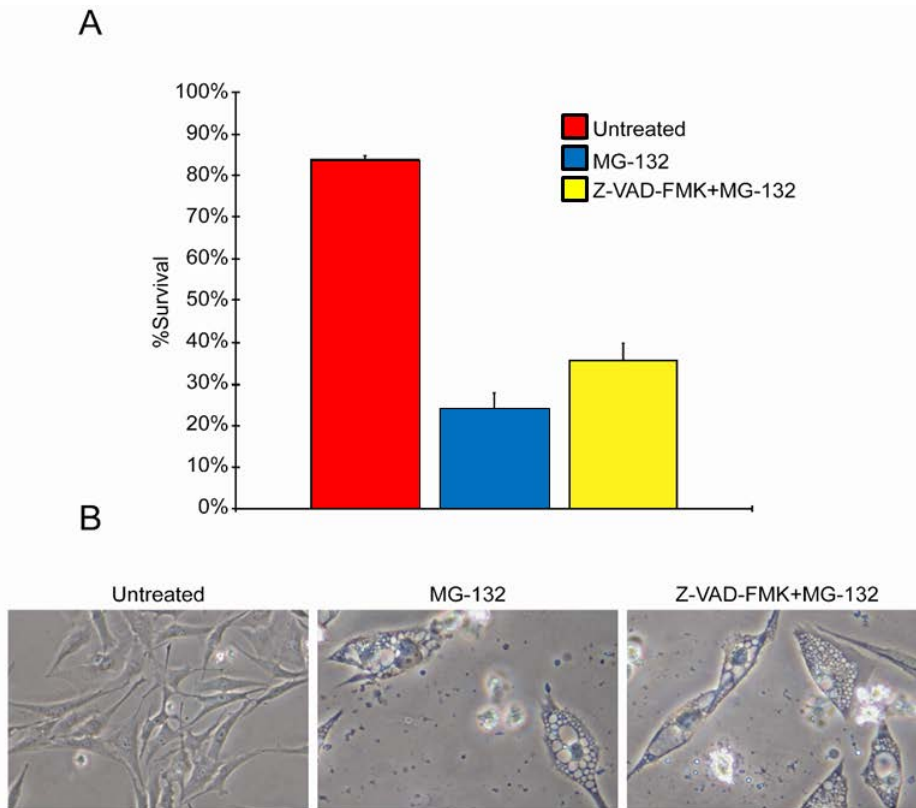 A
100%
90%
80%
70%
60%
50%
40%
30%
20%
10%
0%
%Survival
Untreated
MG-132
Z-VAD-FMK+MG-132
B
Untreated MG-132 Z-VAD-FMK+MG-132